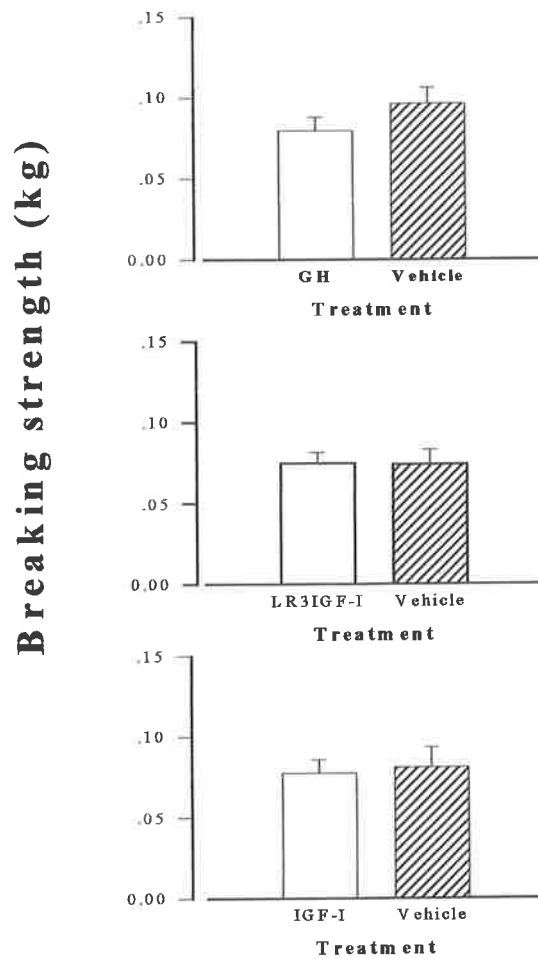 Breaking strength (kg)
.15
.10
.05
0.00
GH Vehicle
Treatment
.15
.10
.05
0.00
LR3IGF-I Vehicle
Treatment
.15
.10
.05
0.00
IGF-I Vehicle
Treatment